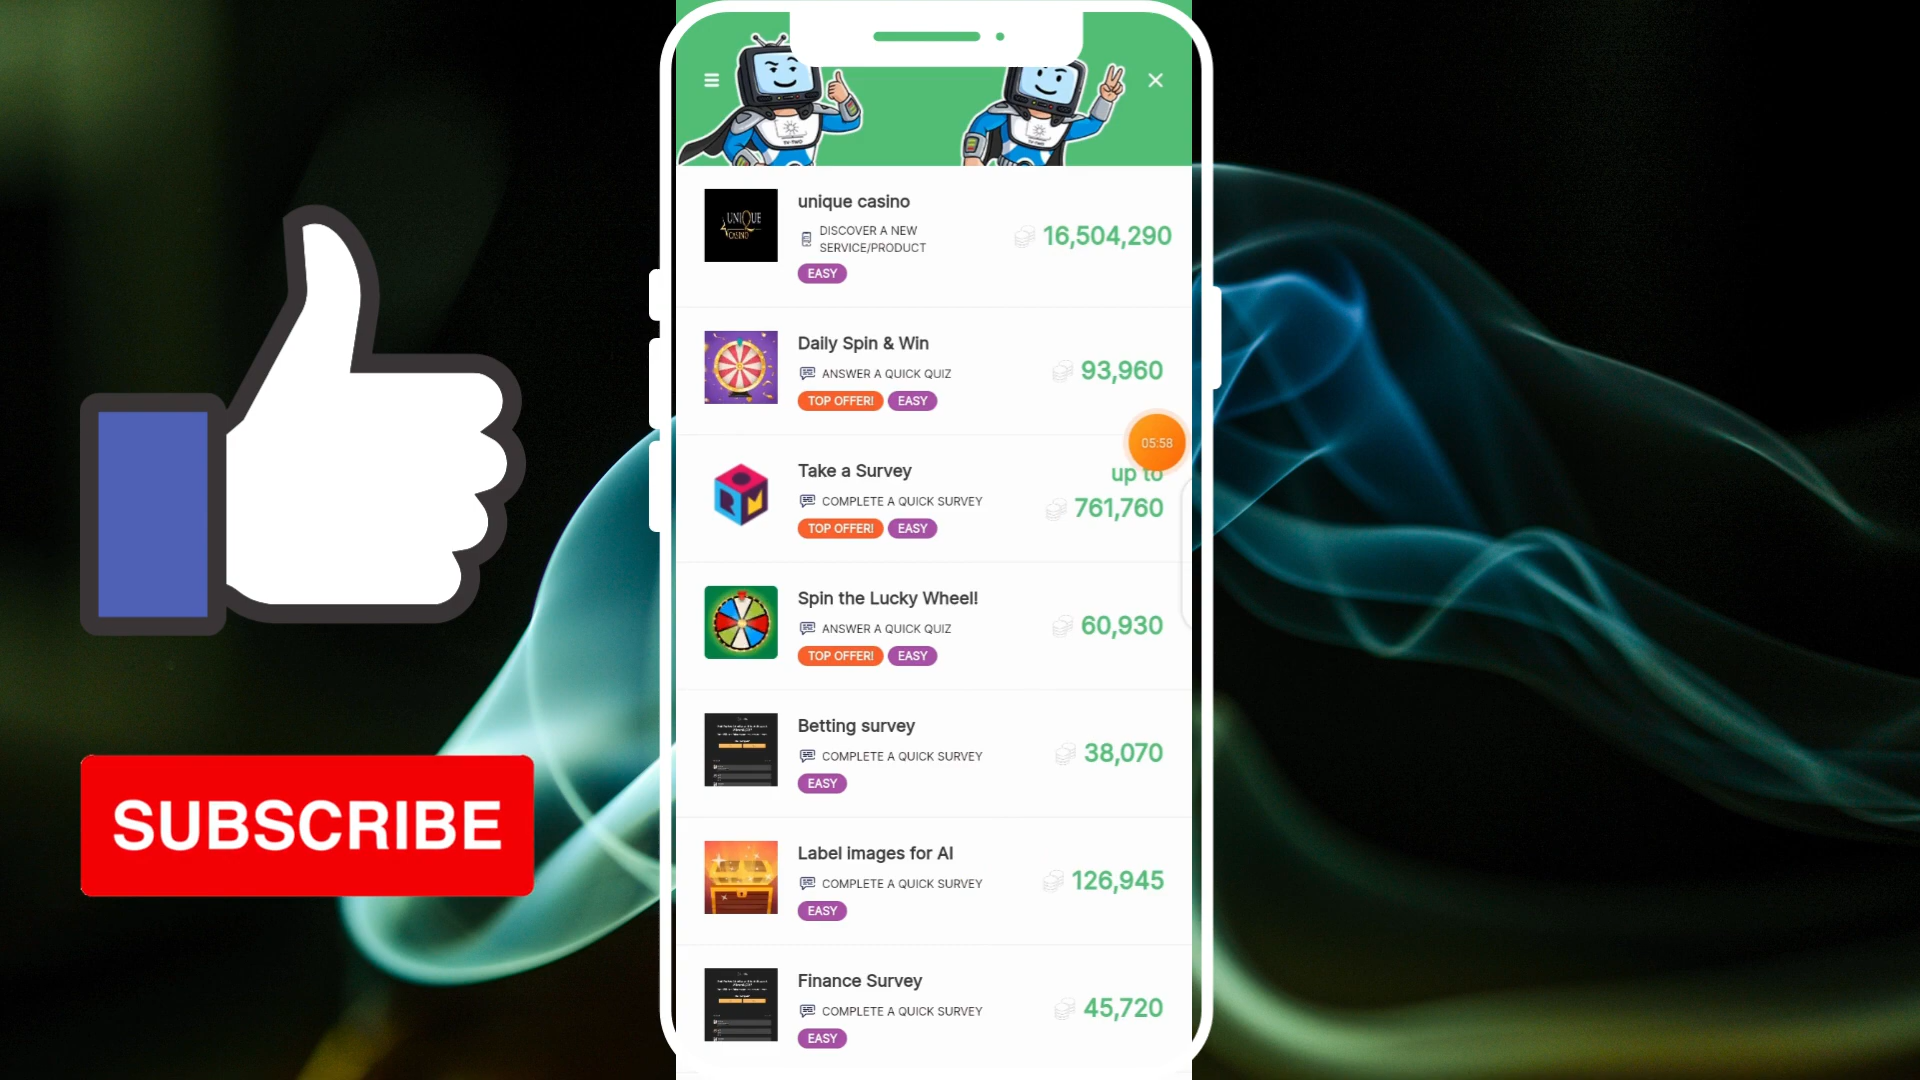 unique casino
DISCOVER A NEW
SERVICE/PRODUCT
16,504,290
EASY
UNIQUE
CASINO
Daily Spin & Win
ANSWER A QUICK QUIZ
93,960
TOP OFFER! EASY
05:58
Take a Survey
COMPLETE A QUICK SURVEY
up to
761,760
TOP OFFER! EASY
Spin the Lucky Wheel!
ANSWER A QUICK QUIZ
60,930
TOP OFFER! EASY
Betting survey
COMPLETE A QUICK SURVEY
38,070
EASY
Label images for AI
COMPLETE A QUICK SURVEY
126,945
EASY
Finance Survey
COMPLETE A QUICK SURVEY
45,720
EASY
SUBSCRIBE